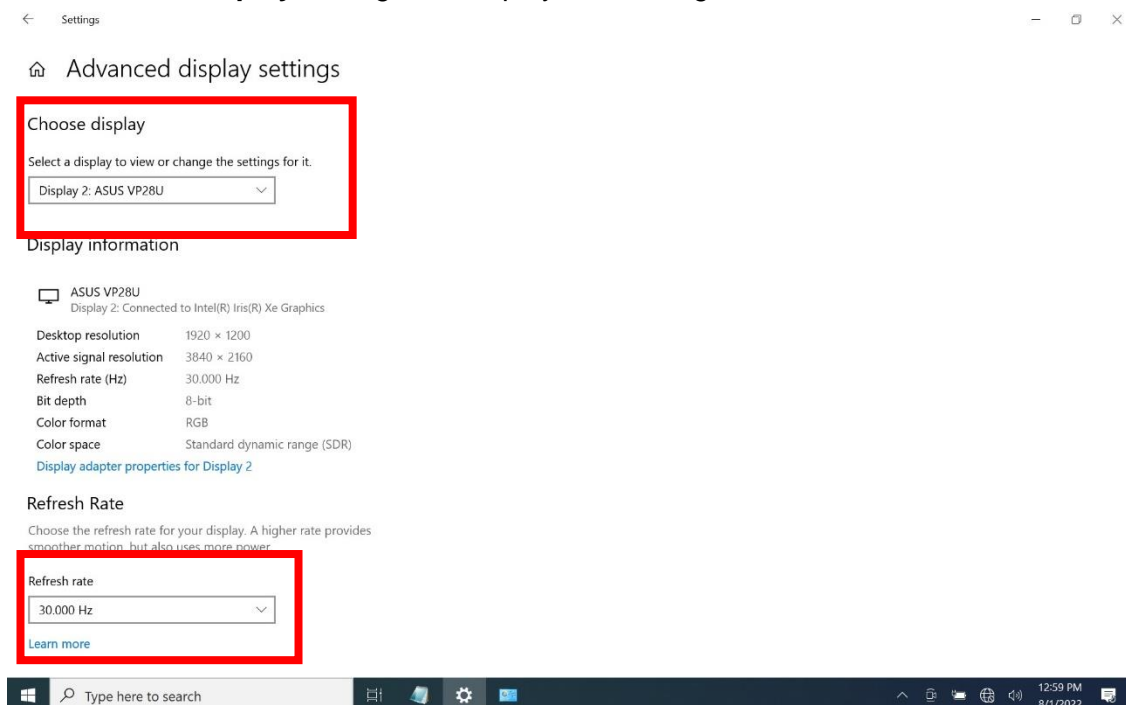 Settings
Advanced display settings
Choose display
Select a display to view or change the settings for it.
Display 2: ASUS VP28U
Display information
ASUS VP28U
Display 2: Connected to Intel(R) Iris(R) Xe Graphics
Desktop resolution 1920 × 1200
Active signal resolution 3840 × 2160
Refresh rate (Hz) 30.000 Hz
Bit depth 8-bit
Color format RGB
Color space Standard dynamic range (SDR)
Display adapter properties for Display 2
Refresh Rate
Choose the refresh rate for your display. A higher rate provides
smoother motion, but also uses more power.
Refresh rate
30.000 Hz
Learn more
Type here to search
12:59 PM
8/1/2022